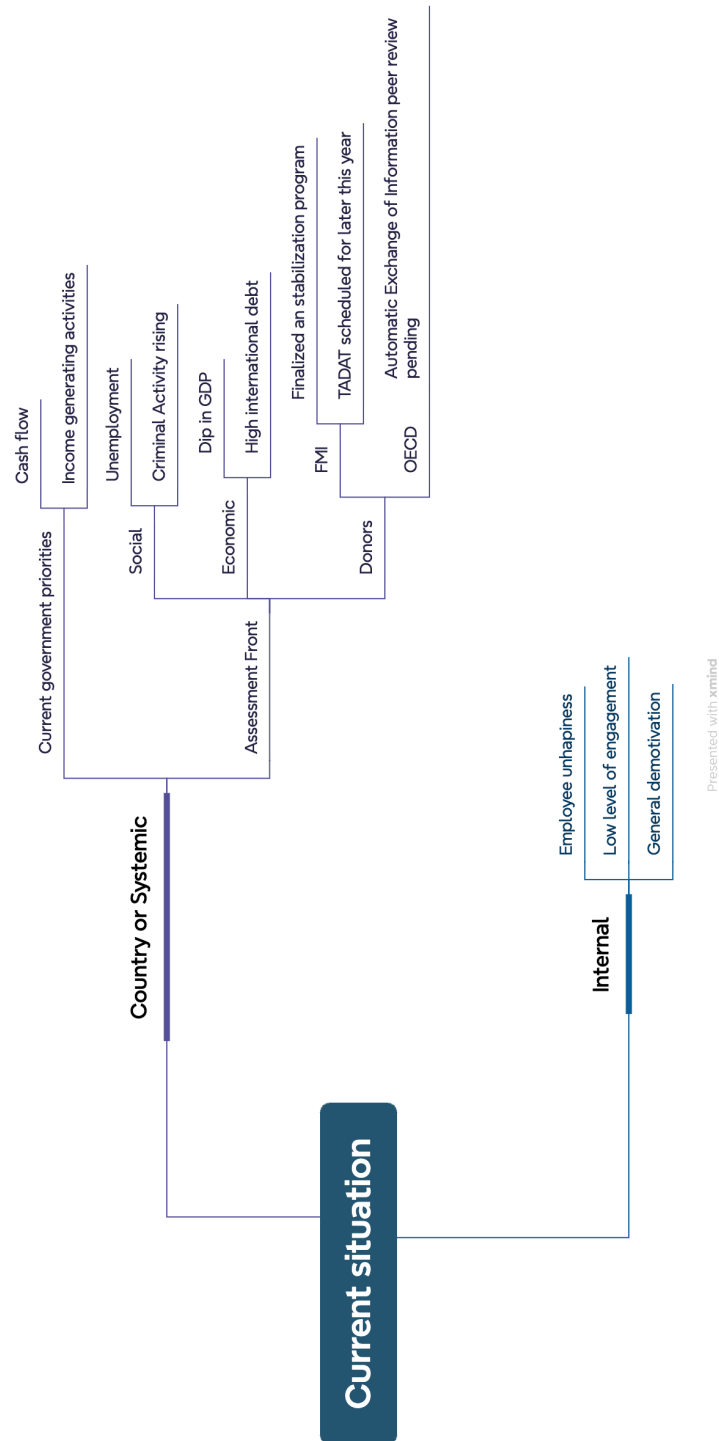 Current situation
Country or Systemic
Current government priorities
Cash flow
Income generating activities
Assessment Front
Social
Unemployment
Criminal Activity rising
Economic
Dip in GDP
High international debt
Donors
FMI
Finalized an stabilization program
TADAT scheduled for later this year
OECD
Automatic Exchange of Information peer review
pending
Internal
Employee unhapiness
Low level of engagement
General demotivation
Presented with xmind